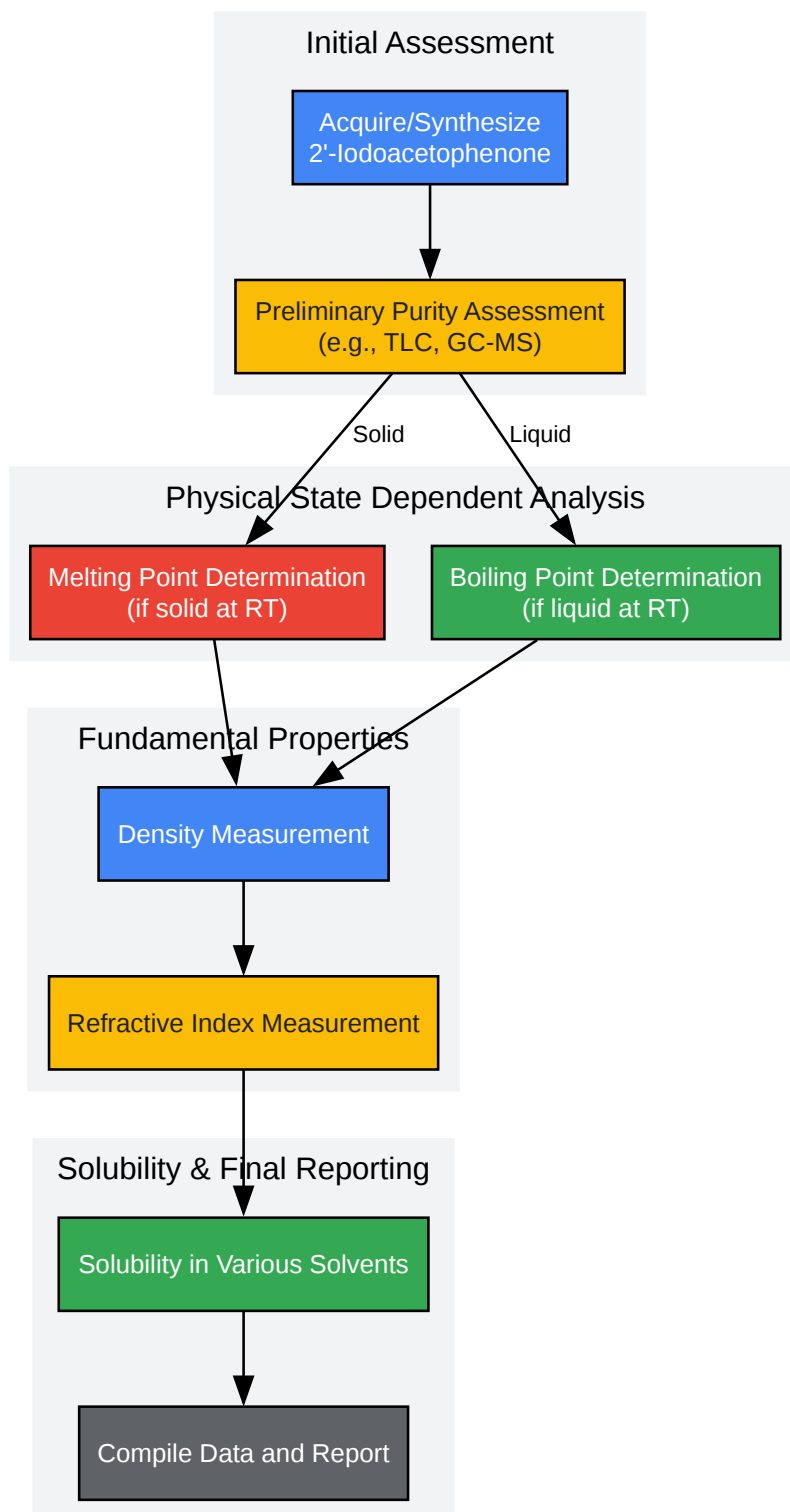 Initial Assessment
Acquire/Synthesize
2'-Iodoacetophenone
Preliminary Purity Assessment
(e.g., TLC, GC-MS)
Solid
Liquid
Physical State Dependent Analysis
Melting Point Determination
(if solid at RT)
Boiling Point Determination
(if liquid at RT)
Fundamental Properties
Density Measurement
Refractive Index Measurement
Solubility & Final Reporting
Solubility in Various Solvents
Compile Data and Report